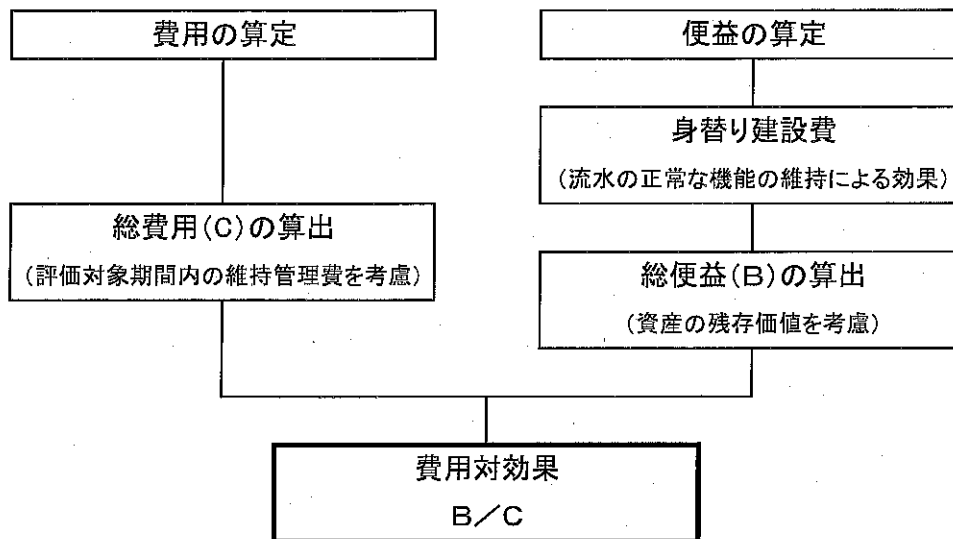 費用の算定
便益の算定
身替り建設費
(流水の正常な機能の維持による効果)
総費用(C)の算出
(評価対象期間内の維持管理費を考慮)
総便益(B)の算出
(資産の残存価値を考慮)
費用対効果
B/C